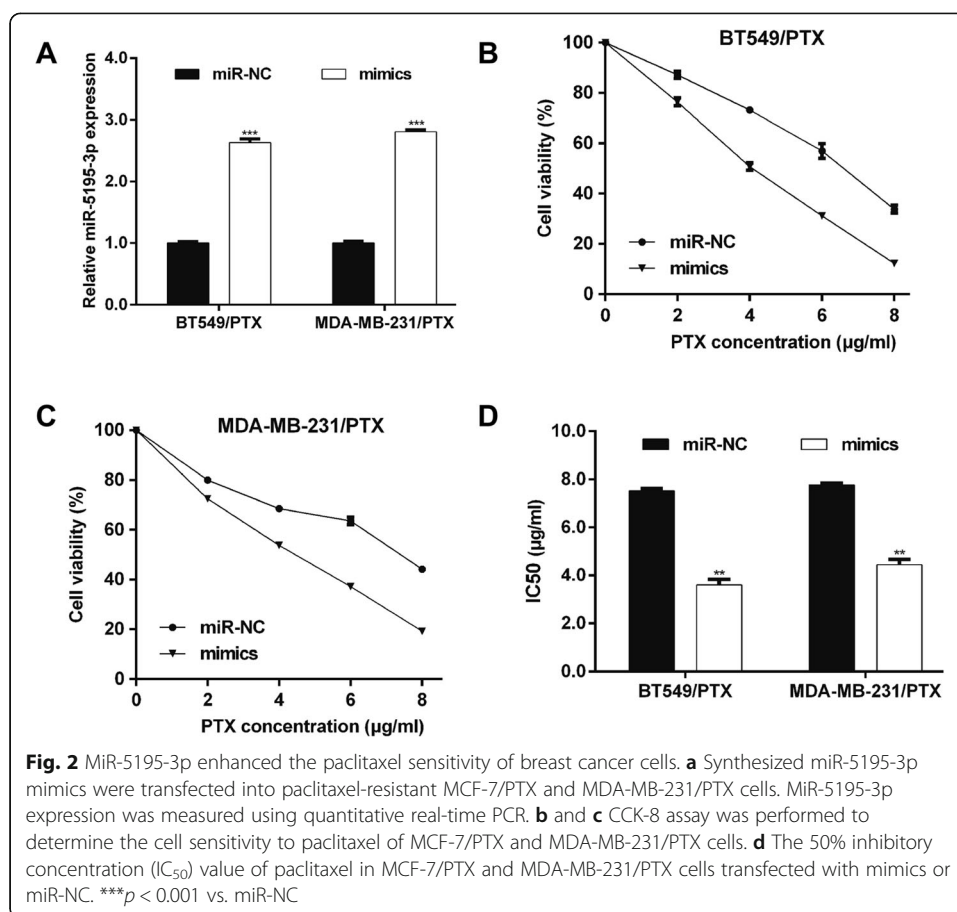 A
miR-NC mimics
Relative miR-5195-3p expression
4.0
3.0
2.0
1.0
0.0
*** ***
BT549/PTX MDA-MB-231/PTX
B
BT549/PTX
Cell viability (%)
100
80
60
40
20
0
miR-NC
mimics
0 2 4 6 8
PTX concentration (µg/ml)
C
MDA-MB-231/PTX
Cell viability (%)
100
80
60
40
20
0
miR-NC
mimics
0 2 4 6 8
PTX concentration (µg/ml)
D
miR-NC mimics
IC50 (µg/ml)
10.0
8.0
6.0
4.0
2.0
0.0
** **
BT549/PTX MDA-MB-231/PTX
Fig. 2 MiR-5195-3p enhanced the paclitaxel sensitivity of breast cancer cells. a Synthesized miR-5195-3p
mimics were transfected into paclitaxel-resistant MCF-7/PTX and MDA-MB-231/PTX cells. MiR-5195-3p
expression was measured using quantitative real-time PCR. b and c CCK-8 assay was performed to
determine the cell sensitivity to paclitaxel of MCF-7/PTX and MDA-MB-231/PTX cells. d The 50% inhibitory
concentration (IC50) value of paclitaxel in MCF-7/PTX and MDA-MB-231/PTX cells transfected with mimics or
miR-NC. ***p < 0.001 vs. miR-NC